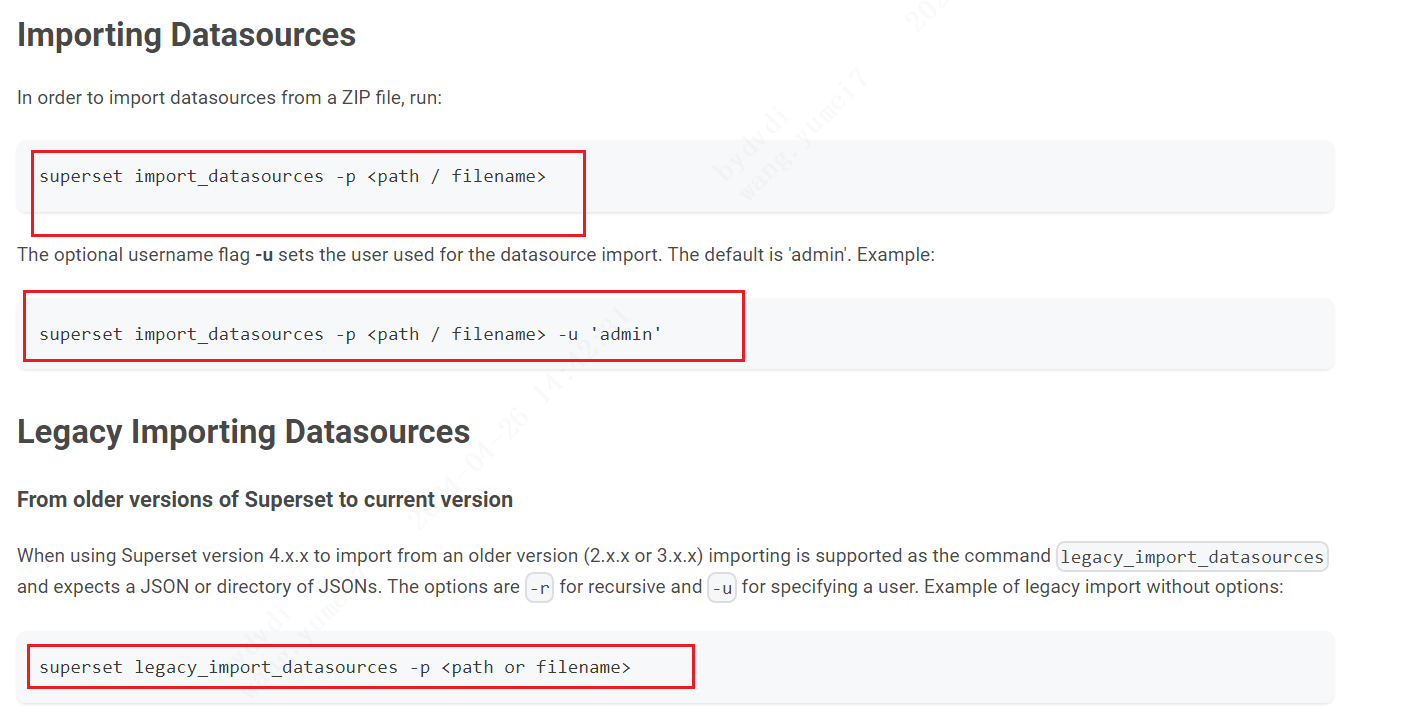 Importing Datasources
In order to import datasources from a ZIP file, run:
superset import_datasources -p <path / filename>
The optional username flag -u sets the user used for the datasource import. The default is 'admin'. Example:
superset import_datasources -p <path / filename> -u 'admin'
Legacy Importing Datasources
From older versions of Superset to current version
When using Superset version 4.x.x to import from an older version (2.x.x or 3.x.x) importing is supported as the command legacy_import_datasources
and expects a JSON or directory of JSONs. The options are -r for recursive and -u for specifying a user. Example of legacy import without options:
superset legacy_import_datasources -p <path or filename>
bydvdi
wang.yumei7